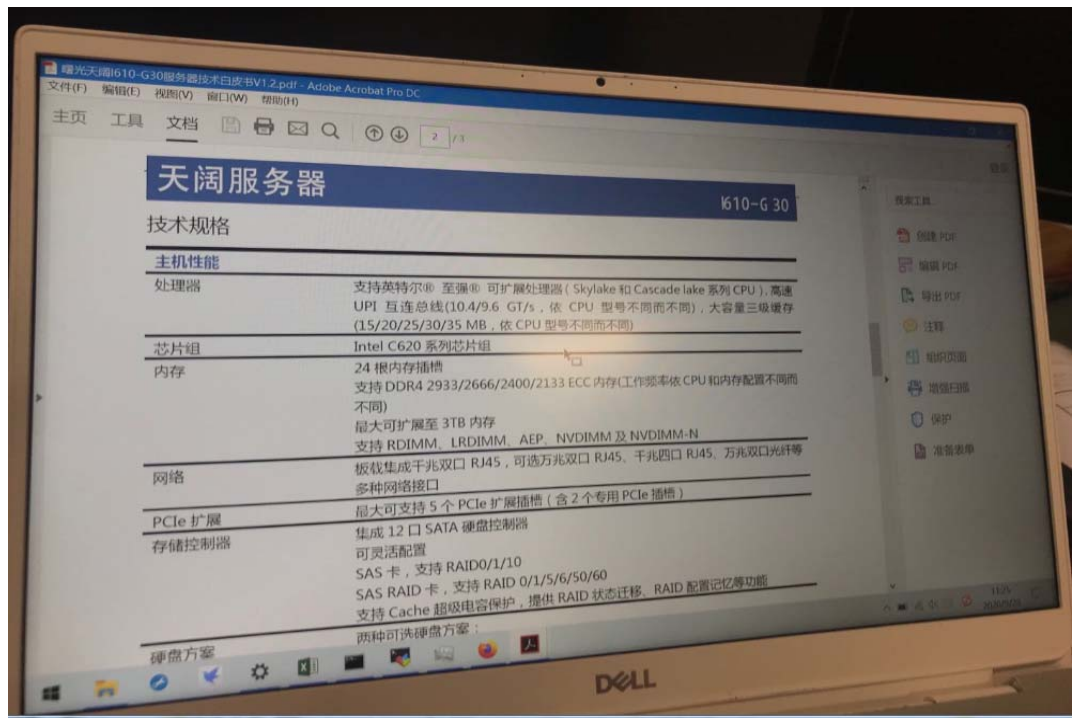 曙光天阔I610-G30服务器技术白皮书V1.2.pdf - Adobe Acrobat Pro DC
文件(F) 编辑(E) 视图(V) 窗口(W) 帮助(H)
主页 工具 文档 2 / 3
登录
天阔服务器
I610-G 30
技术规格
主机性能
处理器
支持英特尔® 至强® 可扩展处理器 ( Skylake 和 Cascade lake 系列 CPU ) , 高速
UPI 互连总线(10.4/9.6 GT/s , 依 CPU 型号不同而不同) , 大容量三级缓存
(15/20/25/30/35 MB , 依 CPU 型号不同而不同)
芯片组
Intel C620 系列芯片组
内存
24 根内存插槽
支持 DDR4 2933/2666/2400/2133 ECC 内存(工作频率依 CPU 和内存配置不同而
不同)
最大可扩展至 3TB 内存
支持 RDIMM、LRDIMM、AEP、NVDIMM 及 NVDIMM-N
网络
板载集成千兆双口 RJ45 , 可选万兆双口 RJ45、千兆四口 RJ45、万兆双口光纤等
多种网络接口
PCIe 扩展
最大可支持 5 个 PCIe 扩展插槽 ( 含 2 个专用 PCIe 插槽 )
存储控制器
集成 12 口 SATA 硬盘控制器
可灵活配置
SAS 卡 , 支持 RAID0/1/10
SAS RAID 卡 , 支持 RAID 0/1/5/6/50/60
支持 Cache 超级电容保护 , 提供 RAID 状态迁移、RAID 配置记忆等功能
硬盘方案
两种可选硬盘方案 :
搜索工具
创建 PDF
编辑 PDF
导出 PDF
注释
组织页面
增强扫描
保护
准备表单
DELL